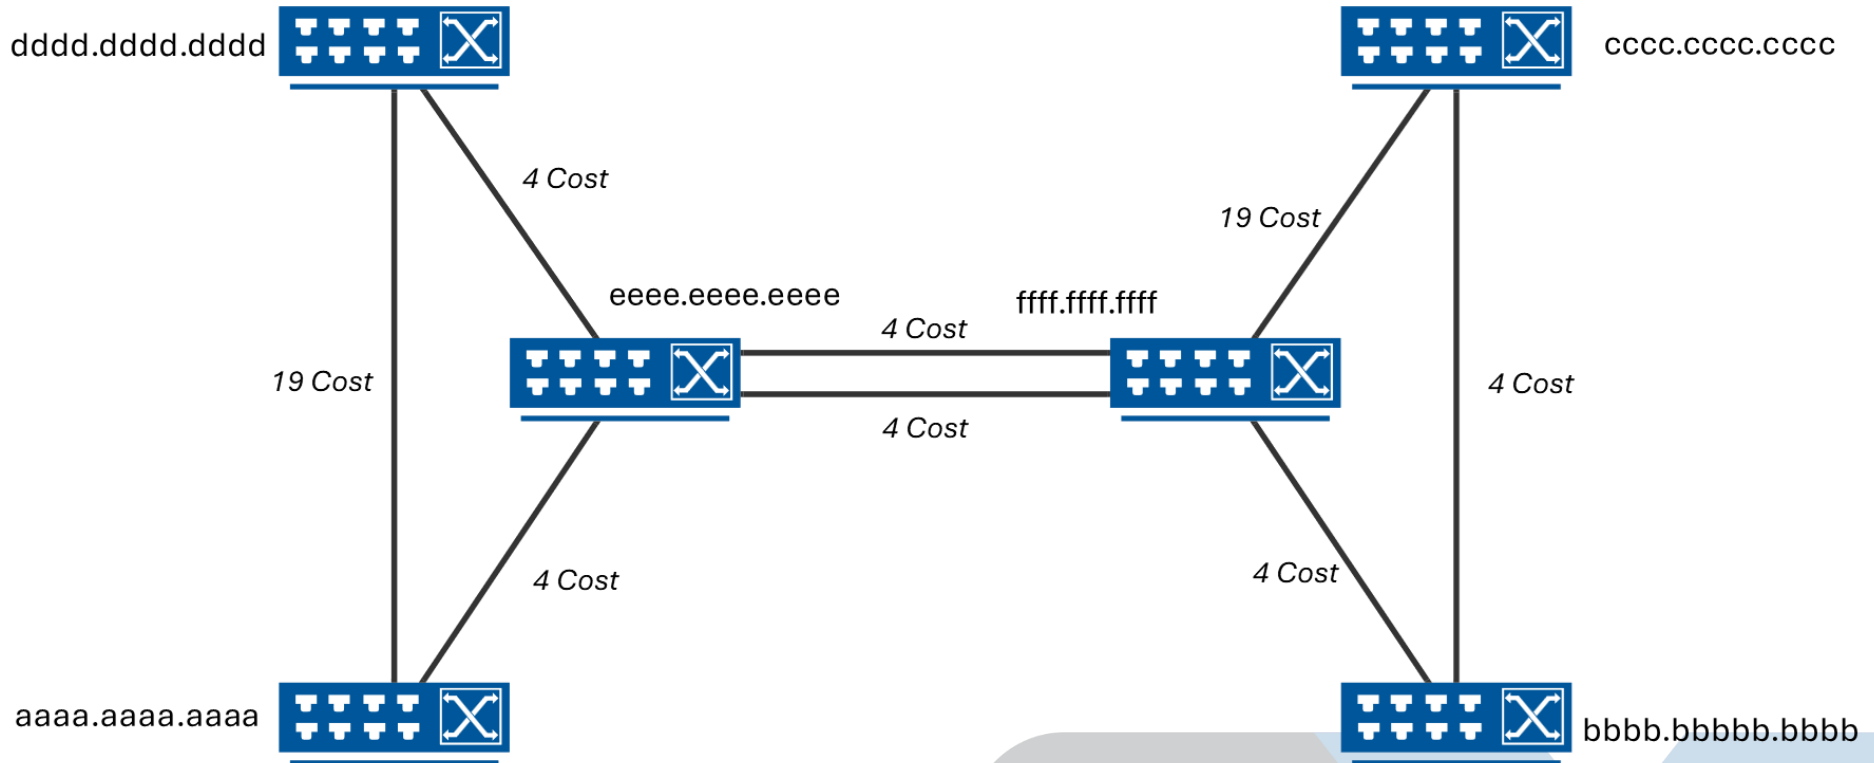 dddd.dddd.dddd
cccc.cccc.cccc
4 Cost
19 Cost
eeee.eeee.eeee
ffff.ffff.ffff
4 Cost
19 Cost
4 Cost
4 Cost
4 Cost
4 Cost
aaaa.aaaa.aaaa
bbbb.bbbbb.bbbb